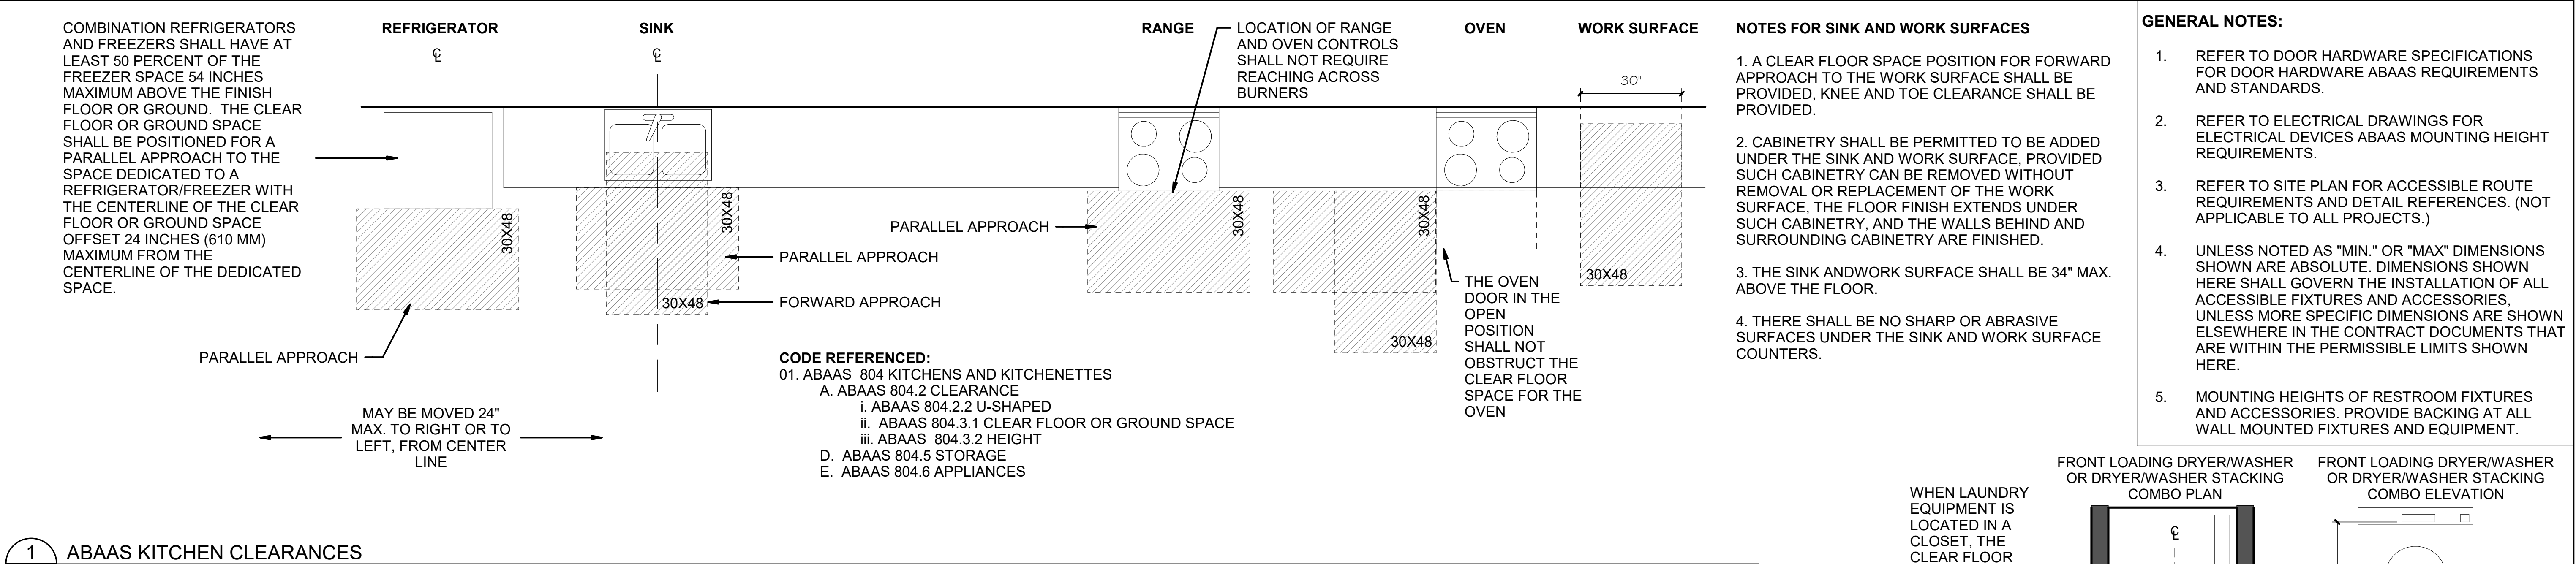 COMBINATION REFRIGERATORS
AND FREEZERS SHALL HAVE AT
LEAST 50 PERCENT OF THE
FREEZER SPACE 54 INCHES
MAXIMUM ABOVE THE FINISH
FLOOR OR GROUND. THE CLEAR
FLOOR OR GROUND SPACE
SHALL BE POSITIONED FOR A
PARALLEL APPROACH TO THE
SPACE DEDICATED TO A
REFRIGERATOR/FREEZER WITH
THE CENTERLINE OF THE CLEAR
FLOOR OR GROUND SPACE
OFFSET 24 INCHES (610 MM)
MAXIMUM FROM THE
CENTERLINE OF THE DEDICATED
SPACE.
REFRIGERATOR
℄
30X48
PARALLEL APPROACH
MAY BE MOVED 24"
MAX. TO RIGHT OR TO
LEFT, FROM CENTER
LINE
SINK
℄
30X48
PARALLEL APPROACH
30X48
FORWARD APPROACH
CODE REFERENCED:
01. ABAAS 804 KITCHENS AND KITCHENETTES
A. ABAAS 804.2 CLEARANCE
i. ABAAS 804.2.2 U-SHAPED
ii. ABAAS 804.3.1 CLEAR FLOOR OR GROUND SPACE
iii. ABAAS 804.3.2 HEIGHT
D. ABAAS 804.5 STORAGE
E. ABAAS 804.6 APPLIANCES
RANGE
LOCATION OF RANGE
AND OVEN CONTROLS
SHALL NOT REQUIRE
REACHING ACROSS
BURNERS
PARALLEL APPROACH
30X48
OVEN
30X48
30X48
THE OVEN
DOOR IN THE
OPEN
POSITION
SHALL NOT
OBSTRUCT THE
CLEAR FLOOR
SPACE FOR THE
OVEN
WORK SURFACE
30"
30X48
NOTES FOR SINK AND WORK SURFACES
1. A CLEAR FLOOR SPACE POSITION FOR FORWARD
APPROACH TO THE WORK SURFACE SHALL BE
PROVIDED, KNEE AND TOE CLEARANCE SHALL BE
PROVIDED.
2. CABINETRY SHALL BE PERMITTED TO BE ADDED
UNDER THE SINK AND WORK SURFACE, PROVIDED
SUCH CABINETRY CAN BE REMOVED WITHOUT
REMOVAL OR REPLACEMENT OF THE WORK
SURFACE, THE FLOOR FINISH EXTENDS UNDER
SUCH CABINETRY, AND THE WALLS BEHIND AND
SURROUNDING CABINETRY ARE FINISHED.
3. THE SINK ANDWORK SURFACE SHALL BE 34" MAX.
ABOVE THE FLOOR.
4. THERE SHALL BE NO SHARP OR ABRASIVE
SURFACES UNDER THE SINK AND WORK SURFACE
COUNTERS.
GENERAL NOTES:
1. REFER TO DOOR HARDWARE SPECIFICATIONS
FOR DOOR HARDWARE ABAAS REQUIREMENTS
AND STANDARDS.
2. REFER TO ELECTRICAL DRAWINGS FOR
ELECTRICAL DEVICES ABAAS MOUNTING HEIGHT
REQUIREMENTS.
3. REFER TO SITE PLAN FOR ACCESSIBLE ROUTE
REQUIREMENTS AND DETAIL REFERENCES. (NOT
APPLICABLE TO ALL PROJECTS.)
4. UNLESS NOTED AS "MIN." OR "MAX" DIMENSIONS
SHOWN ARE ABSOLUTE. DIMENSIONS SHOWN
HERE SHALL GOVERN THE INSTALLATION OF ALL
ACCESSIBLE FIXTURES AND ACCESSORIES,
UNLESS MORE SPECIFIC DIMENSIONS ARE SHOWN
ELSEWHERE IN THE CONTRACT DOCUMENTS THAT
ARE WITHIN THE PERMISSIBLE LIMITS SHOWN
HERE.
5. MOUNTING HEIGHTS OF RESTROOM FIXTURES
AND ACCESSORIES. PROVIDE BACKING AT ALL
WALL MOUNTED FIXTURES AND EQUIPMENT.
1 ABAAS KITCHEN CLEARANCES
WHEN LAUNDRY
EQUIPMENT IS
LOCATED IN A
CLOSET, THE
CLEAR FLOOR
FRONT LOADING DRYER/WASHER
OR DRYER/WASHER STACKING
COMBO PLAN
℄
FRONT LOADING DRYER/WASHER
OR DRYER/WASHER STACKING
COMBO ELEVATION